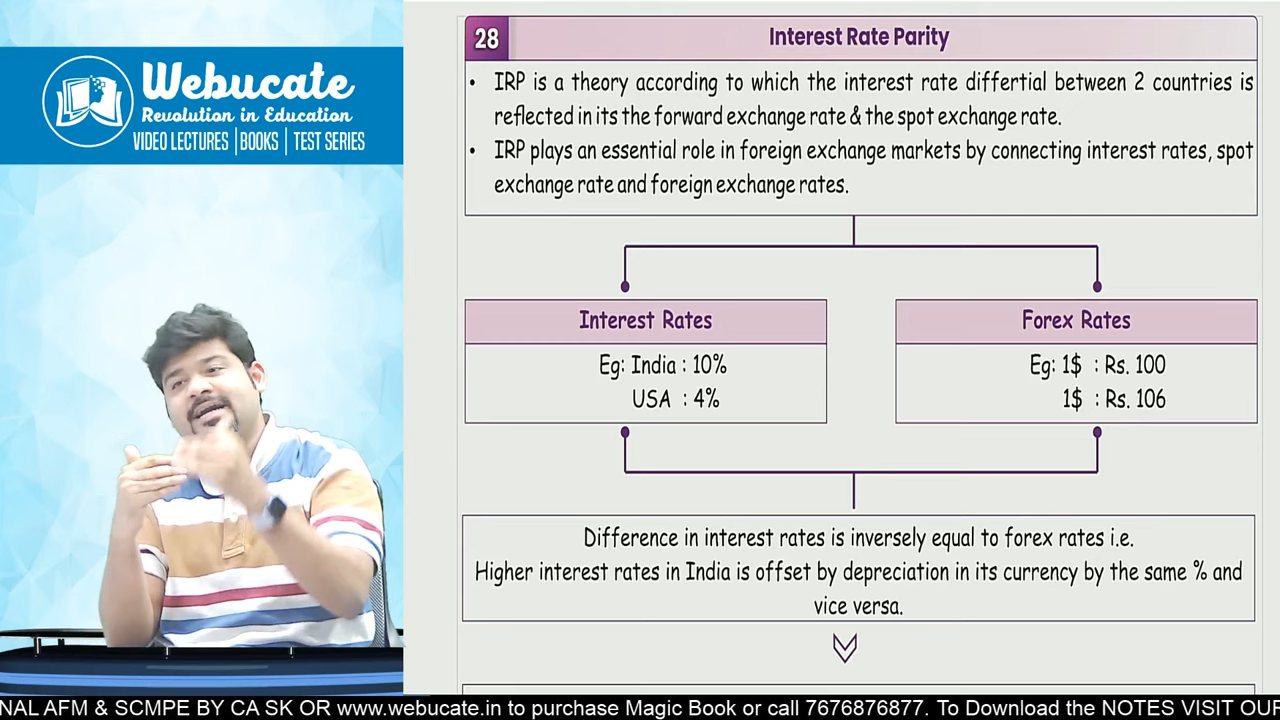 Webucate
Revolution in Education
VIDEO LECTURES | BOOKS | TEST SERIES
28
Interest Rate Parity
• IRP is a theory according to which the interest rate differtial between 2 countries is
reflected in its the forward exchange rate & the spot exchange rate.
• IRP plays an essential role in foreign exchange markets by connecting interest rates, spot
exchange rate and foreign exchange rates.
Interest Rates
Eg: India : 10%
USA : 4%
Forex Rates
Eg: 1$ : Rs. 100
1$ : Rs. 106
Difference in interest rates is inversely equal to forex rates i.e.
Higher interest rates in India is offset by depreciation in its currency by the same % and
vice versa.
NAL AFM & SCMPE BY CA SK OR www.webucate.in to purchase Magic Book or call 7676876877. To Download the NOTES VISIT OUR